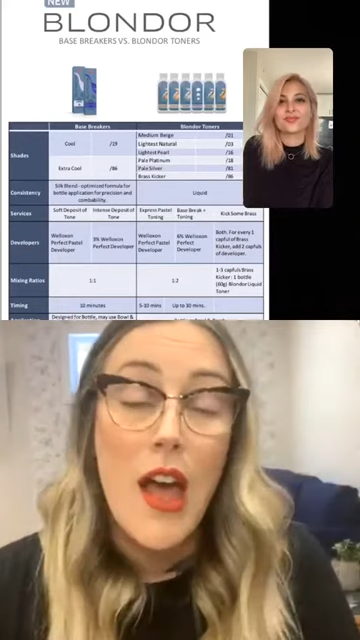 NEW
BLONDOR
BASE BREAKERS VS. BLONDOR TONERS
Base Breakers
Blondor Toners
Shades
Cool
/19
Extra Cool
/86
Medium Beige /01
Lightest Natural /03
Lightest Pearl /16
Pale Platinum /18
Pale Silver /81
Brass Kicker /86
Consistency
Silk Blend - optimized formula for
bottle application for precision and
Liquid
Services
Soft Deposit of
Tone
Intense Deposit of
Tone
Express Pastel
Toning
Base Break +
Toning
Kick Some Brass
Developers
Welloxon
Perfect Pastel
Developer
3% Welloxon
Perfect Developer
Welloxon
Perfect Pastel
Developer
6% Welloxon
Perfect
Developer
Both. For every 1
capful of Brass
Kicker, add 2 capfuls
of developer.
Mixing Ratios
1:1
1:2
1-3 capfuls Brass
Kicker : 1 bottle
(60g) Blondor Liquid
Toner
Timing
10 minutes
5-10 mins
Up to 30 mins.
Designed for Bottle, may use Bowl &